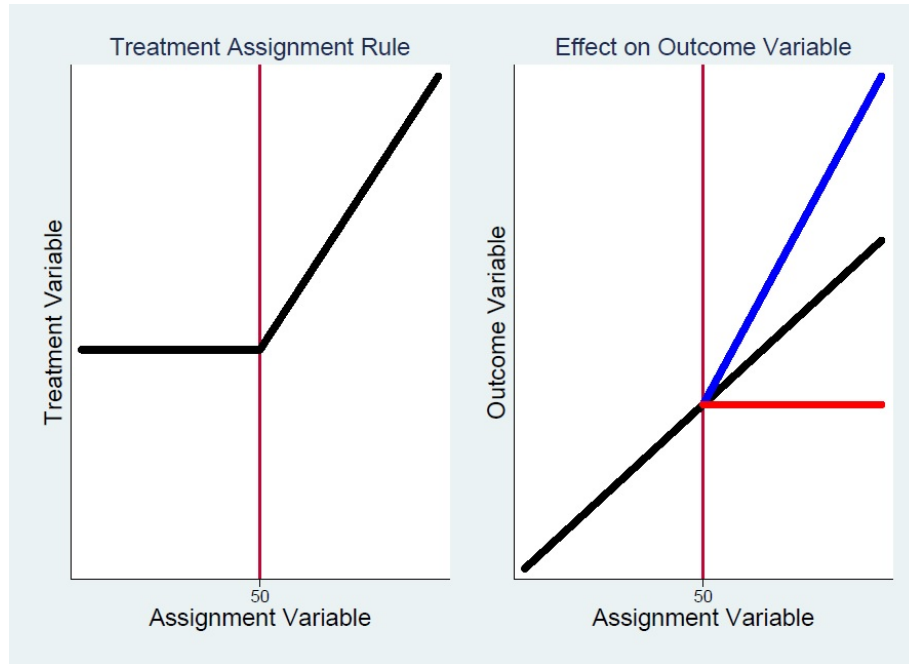 Treatment Assignment Rule
Treatment Variable
50
Assignment Variable
Effect on Outcome Variable
Outcome Variable
50
Assignment Variable